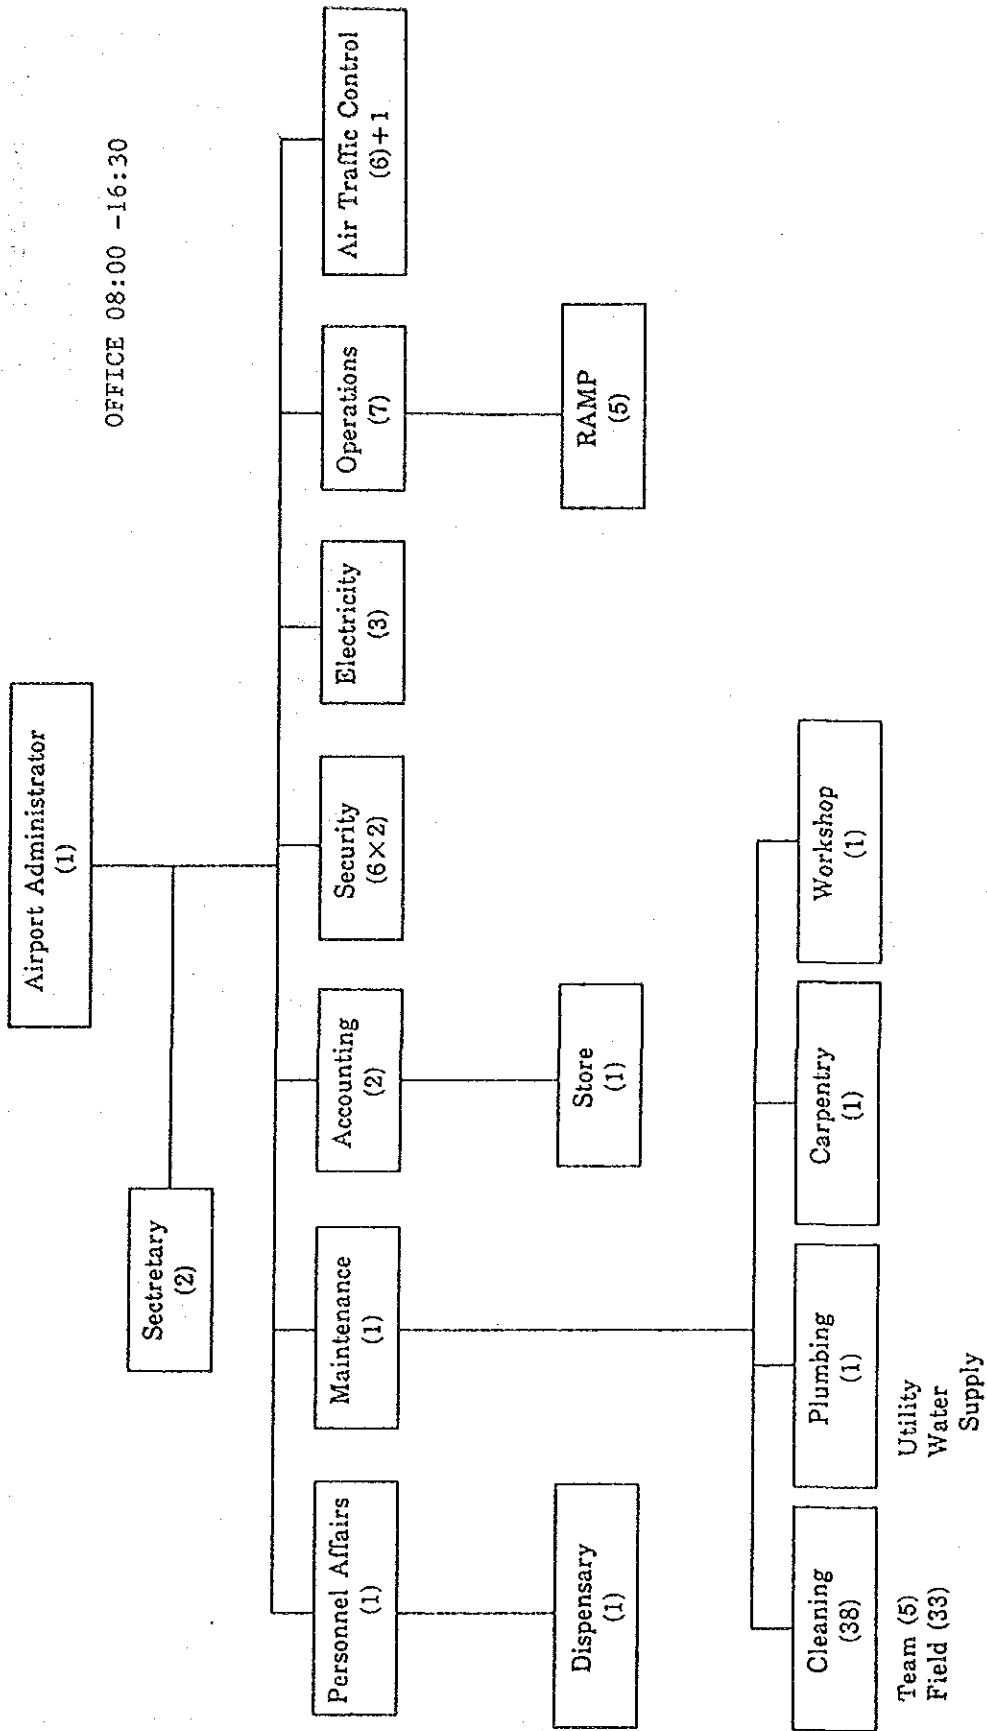 OFFICE 08:00 -16:30
Airport Administrator
(1)
Sectretary
(2)
Personnel Affairs
(1)
Maintenance
(1)
Accounting
(2)
Security
(6×2)
Electricity
(3)
Operations
(7)
Air Traffic Control
(6)+1
Dispensary
(1)
Store
(1)
RAMP
(5)
Cleaning
(38)
Plumbing
(1)
Carpentry
(1)
Workshop
(1)
Team (5)
Field (33)
Utility
Water
Supply